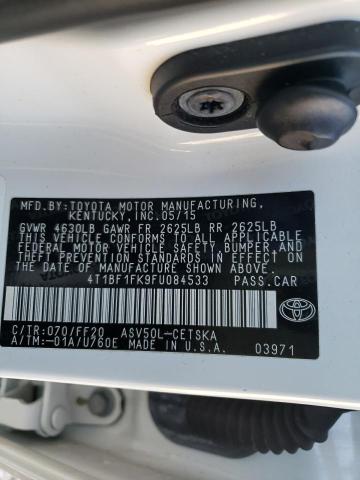 MFD.BY:TOYOTA MOTOR MANUFACTURING,
KENTUCKY,INC.05/15
GVWR 4630LB GAWR FR 2625LB RR 2625LB
THIS VEHICLE CONFORMS TO ALL APPLICABLE
FEDERAL MOTOR VEHICLE SAFETY, BUMPER, AND
THEFT PREVENTION STANDARDS IN EFFECT ON
THE DATE OF MANUFACTURE SHOWN ABOVE.
4T1BF1FK9FU084533 PASS.CAR
C/TR:070/FF20 ASV50L-CETSKA
A/TM:-01A/U760E MADE IN U.S.A. 03971
TOYOTA